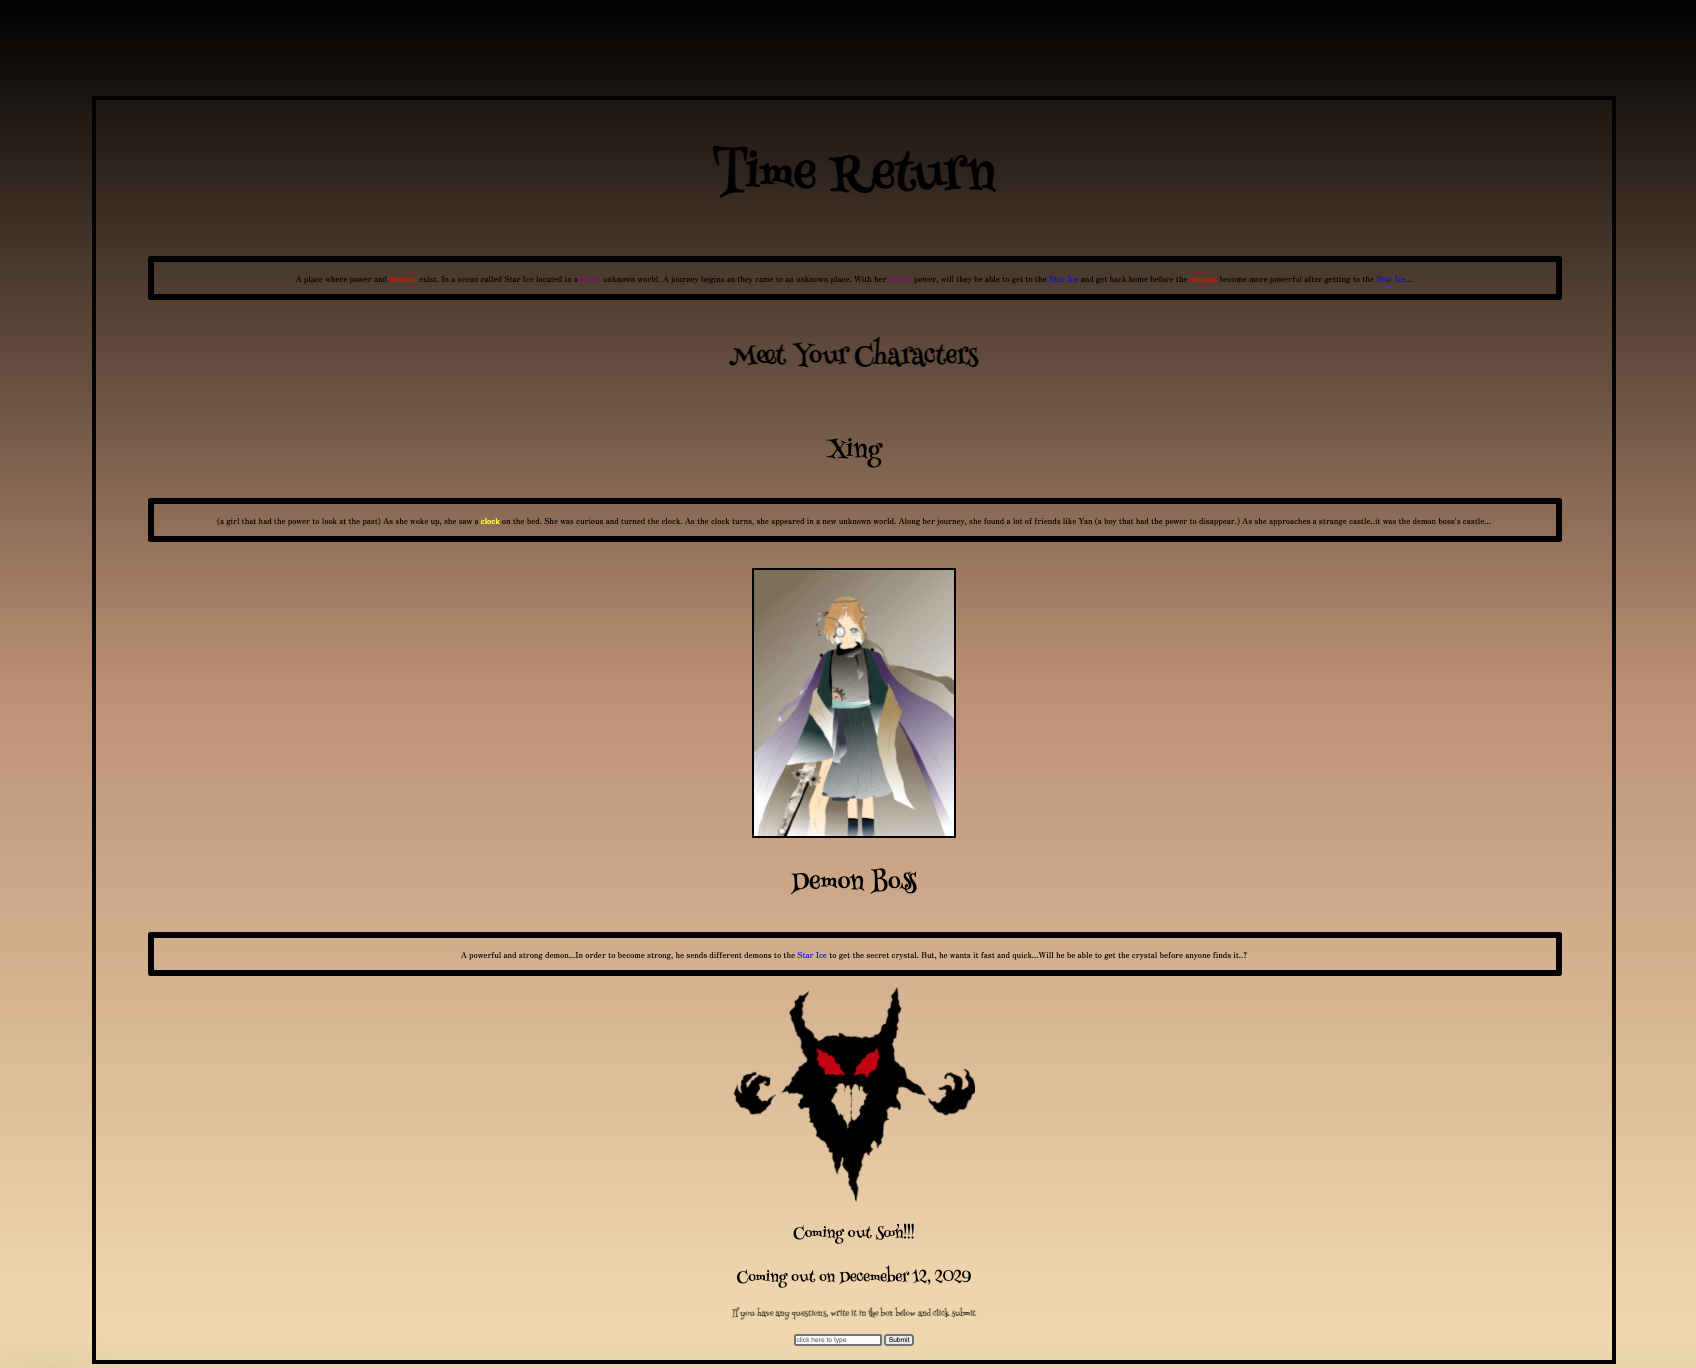 Time Return
A place where power and demons exist. In a ocean called Star Ice located in a unknown world. A journey begins as they came to an unknown place. With her power, will they be able to get to the Star Ice and get back home before the demons become more powerful after getting to the Star Ice...
Meet Your Characters
Xing
(a girl that had the power to look at the past) As she woke up, she saw a clock on the bed. She was curious and turned the clock. As the clock turns, she appeared in a new unknown world. Along her journey, she found a lot of friends like Yan (a boy that had the power to disappear.) As she approaches a strange castle..it was the demon boss's castle...
Demon Boss
A powerful and strong demon...In order to become strong, he sends different demons to the Star Ice to get the secret crystal. But, he wants it fast and quick...Will he be able to get the crystal before anyone finds it..?
Coming out Soon!!!
Coming out on Decemeber 12, 2029
If you have any questions, write it in the box below and click submit
click here to type Submit